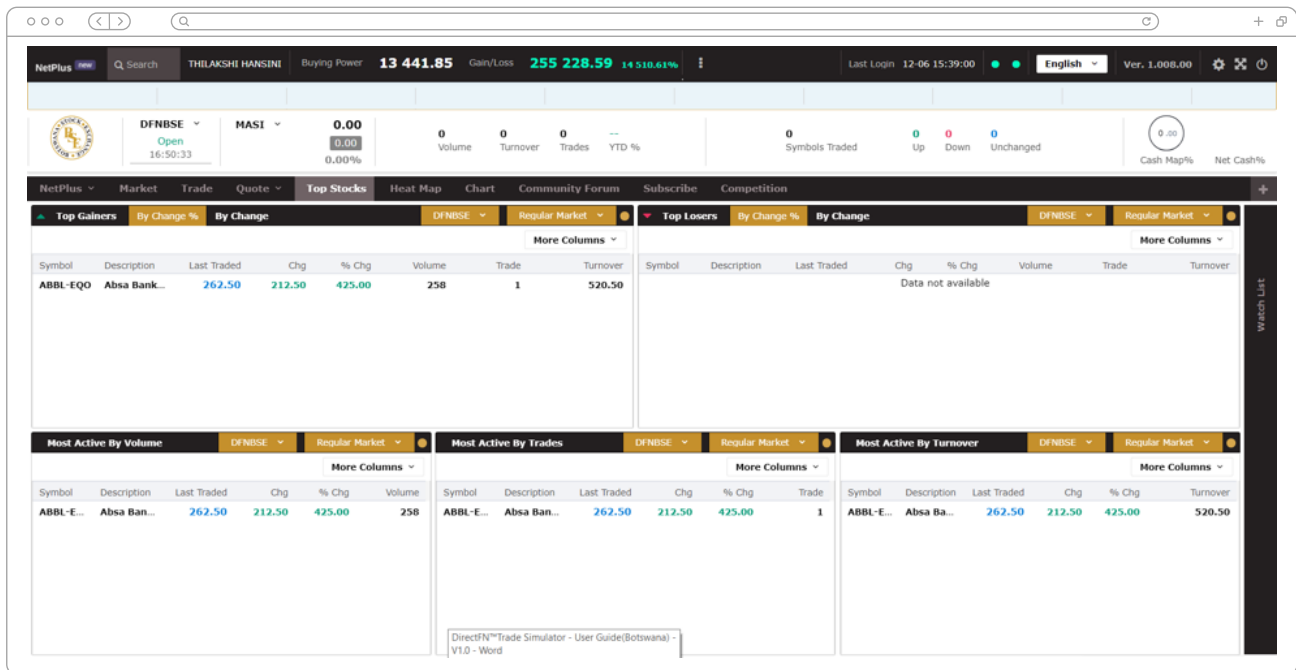 NetPlus new Search THILAKSHI HANSINI Buying Power 13 441.85 Gain/Loss 255 228.59 14 510.61% Last Login 12-06 15:39:00 English Ver. 1.008.00
DFNBSE MASI 0.00
Open 0.00
16:50:33 0.00%
0 0 0 -- 0 0 0 0 0.00
Volume Turnover Trades YTD % Symbols Traded Up Down Unchanged Cash Map% Net Cash%
NetPlus Market Trade Quote Top Stocks Heat Map Chart Community Forum Subscribe Competition +
Top Gainers By Change % By Change DFNBSE Regular Market
More Columns
Symbol Description Last Traded Chg % Chg Volume Trade Turnover
ABBL-EQO Absa Bank... 262.50 212.50 425.00 258 1 520.50
Top Losers By Change % By Change DFNBSE Regular Market
More Columns
Symbol Description Last Traded Chg % Chg Volume Trade Turnover
Data not available
Watch List
Most Active By Volume DFNBSE Regular Market
More Columns
Symbol Description Last Traded Chg % Chg Volume
ABBL-E... Absa Ban... 262.50 212.50 425.00 258
Most Active By Trades DFNBSE Regular Market
More Columns
Symbol Description Last Traded Chg % Chg Trade
ABBL-E... Absa Ban... 262.50 212.50 425.00 1
Most Active By Turnover DFNBSE Regular Market
More Columns
Symbol Description Last Traded Chg % Chg Turnover
ABBL-E... Absa Ba... 262.50 212.50 425.00 520.50
DirectFN™Trade Simulator - User Guide(Botswana) -
V1.0 - Word